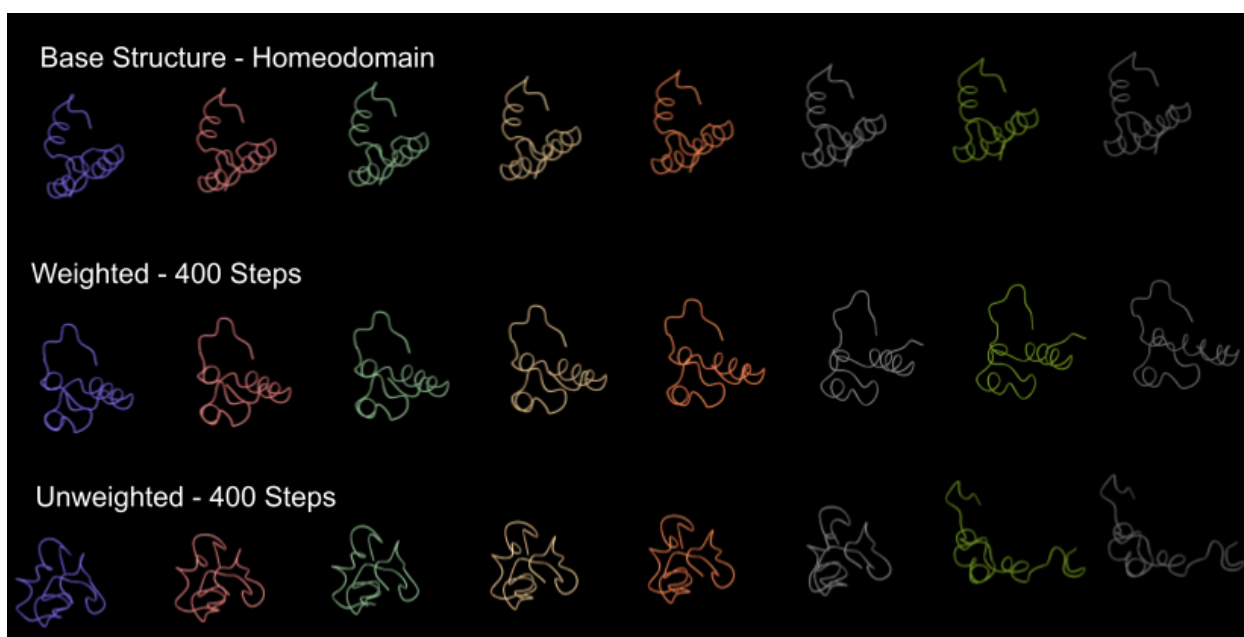 Base Structure - Homeodomain
Weighted - 400 Steps
Unweighted - 400 Steps